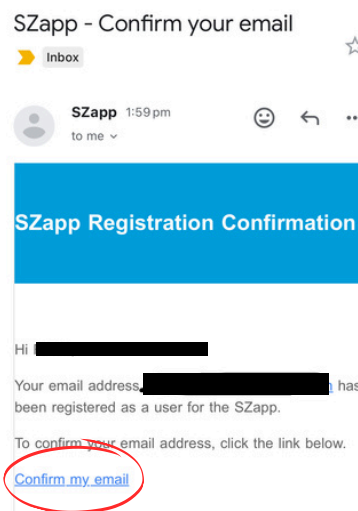 SZapp - Confirm your email
Inbox
SZapp 1:59 pm
to me
SZapp Registration Confirmation
Hi
Your email address has
been registered as a user for the SZapp.
To confirm your email address, click the link below.
Confirm my email